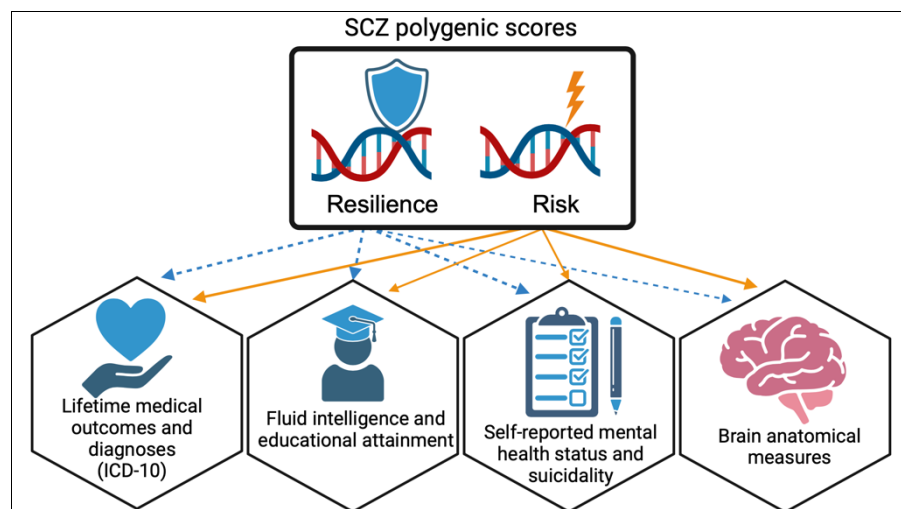 SCZ polygenic scores
Resilience
Risk
Lifetime medical
outcomes and
diagnoses
(ICD-10)
Fluid intelligence and
educational attainment
Self-reported mental
health status and
suicidality
Brain anatomical
measures